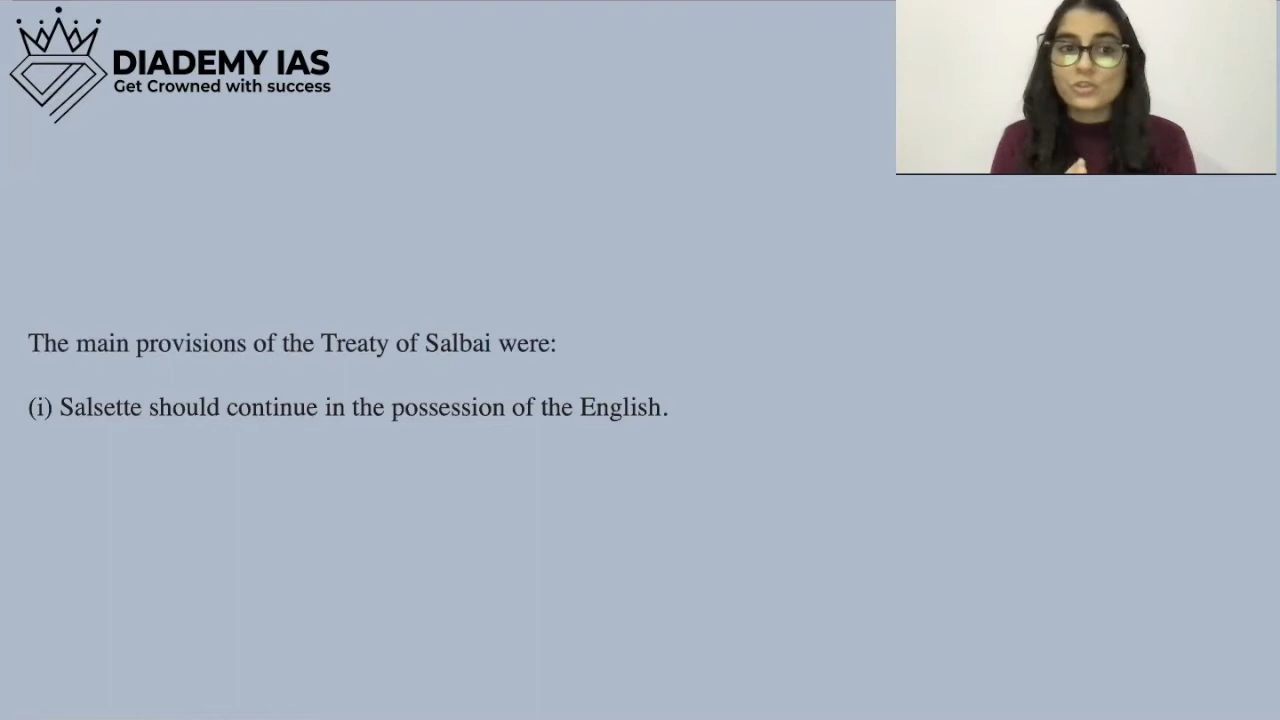 DIADEMY IAS
Get Crowned with success
The main provisions of the Treaty of Salbai were:
(i) Salsette should continue in the possession of the English.